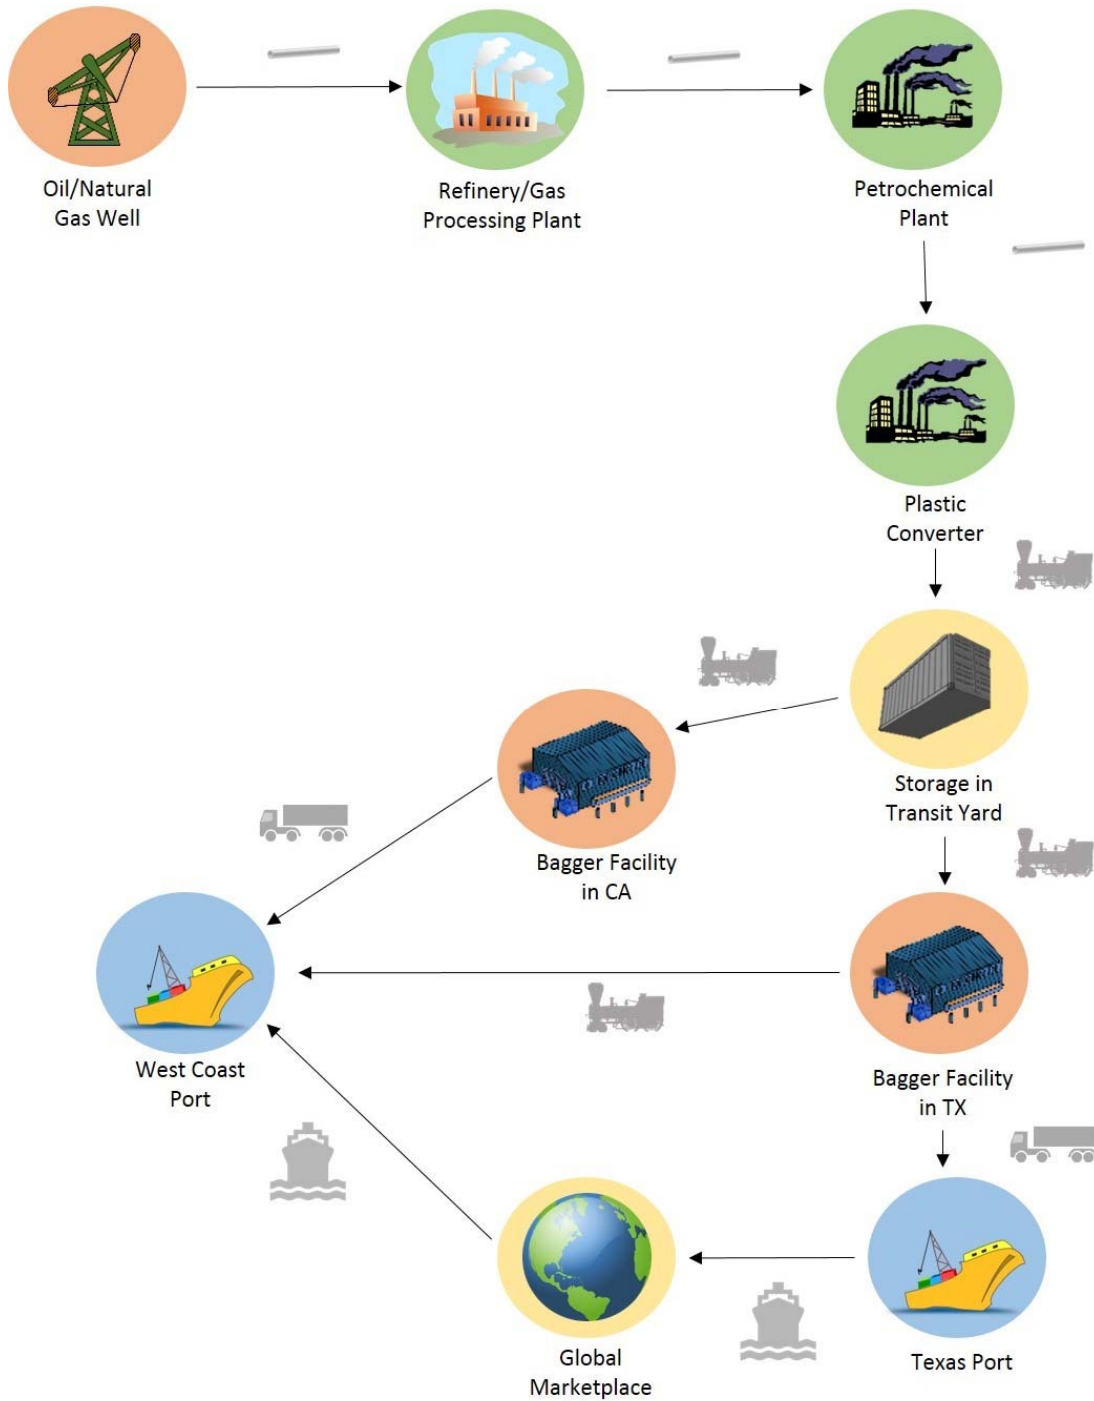 Oil/Natural
Gas Well
Refinery/Gas
Processing Plant
Petrochemical
Plant
Plastic
Converter
Storage in
Transit Yard
Bagger Facility
in CA
West Coast
Port
Bagger Facility
in TX
Global
Marketplace
Texas Port